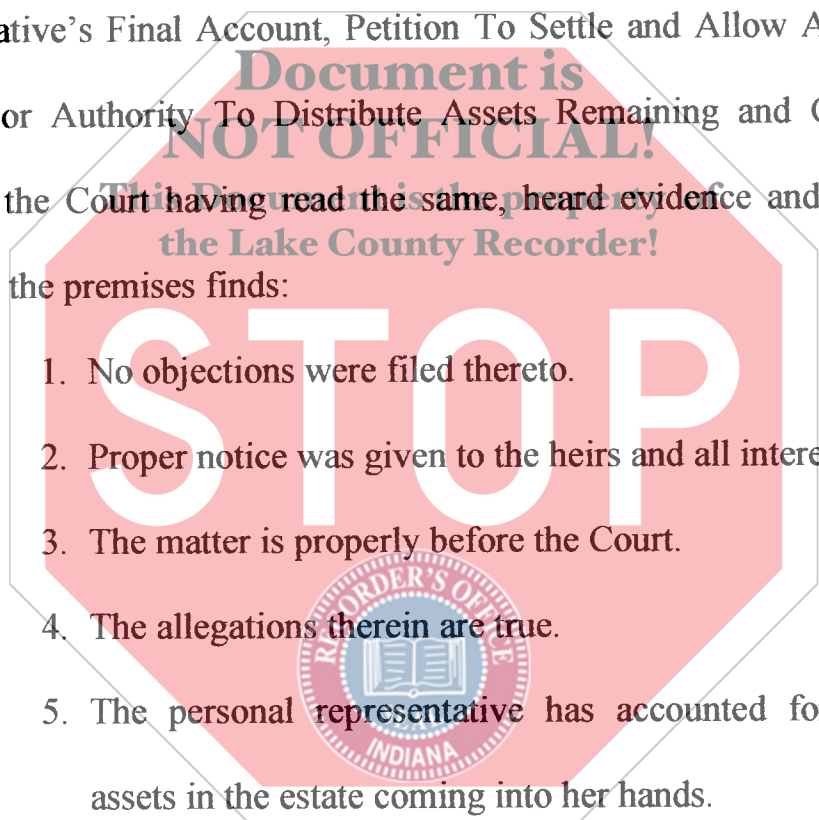 ative's Final Account, Petition To Settle and Allow A
Document is
or Authority To Distribute Assets Remaining and
NOT OFFICIAL!
the Court having read the same, heard evidence and
This Document is the property of
the Lake County Recorder!
the premises finds:
STOP
1. No objections were filed thereto.
2. Proper notice was given to the heirs and all intere
3. The matter is properly before the Court.
RECORDER'S OFFICE
4. The allegations therein are true.
5. The personal representative has accounted fo
INDIANA
assets in the estate coming into her hands.